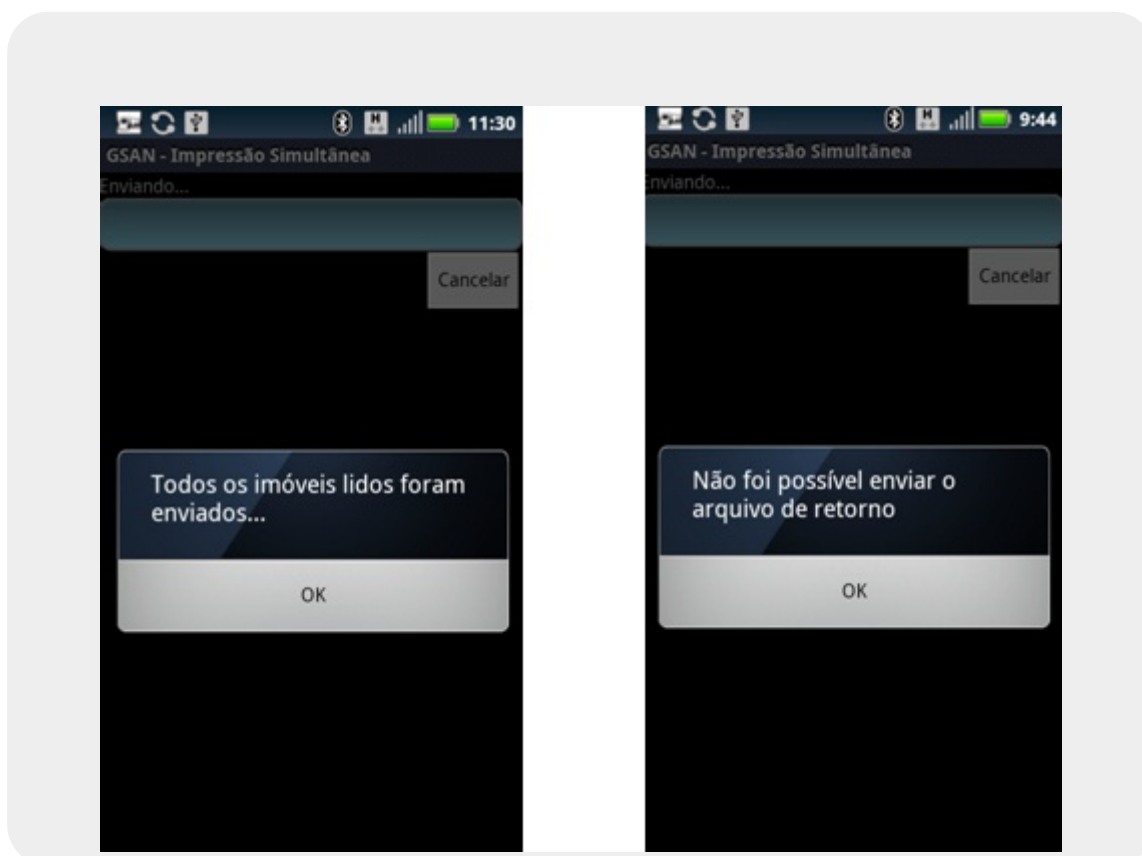 11:30
GSAN - Impressão Simultânea
Enviando...
Cancelar
Todos os imóveis lidos foram
enviados...
OK
H
9:44
GSAN - Impressão Simultânea
Enviando...
Cancelar
Não foi possível enviar o
arquivo de retorno
OK